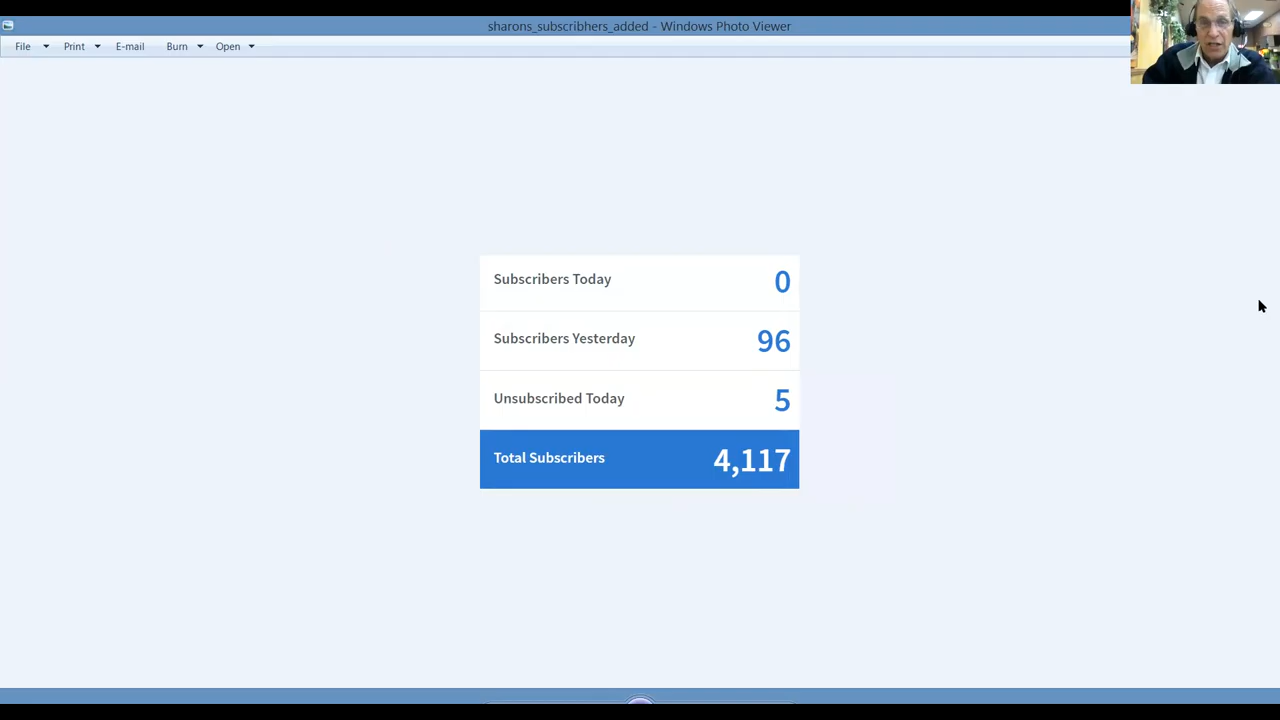 sharons_subscribhers_added - Windows Photo Viewer
File Print E-mail Burn Open
Subscribers Today 0
Subscribers Yesterday 96
Unsubscribed Today 5
Total Subscribers 4,117